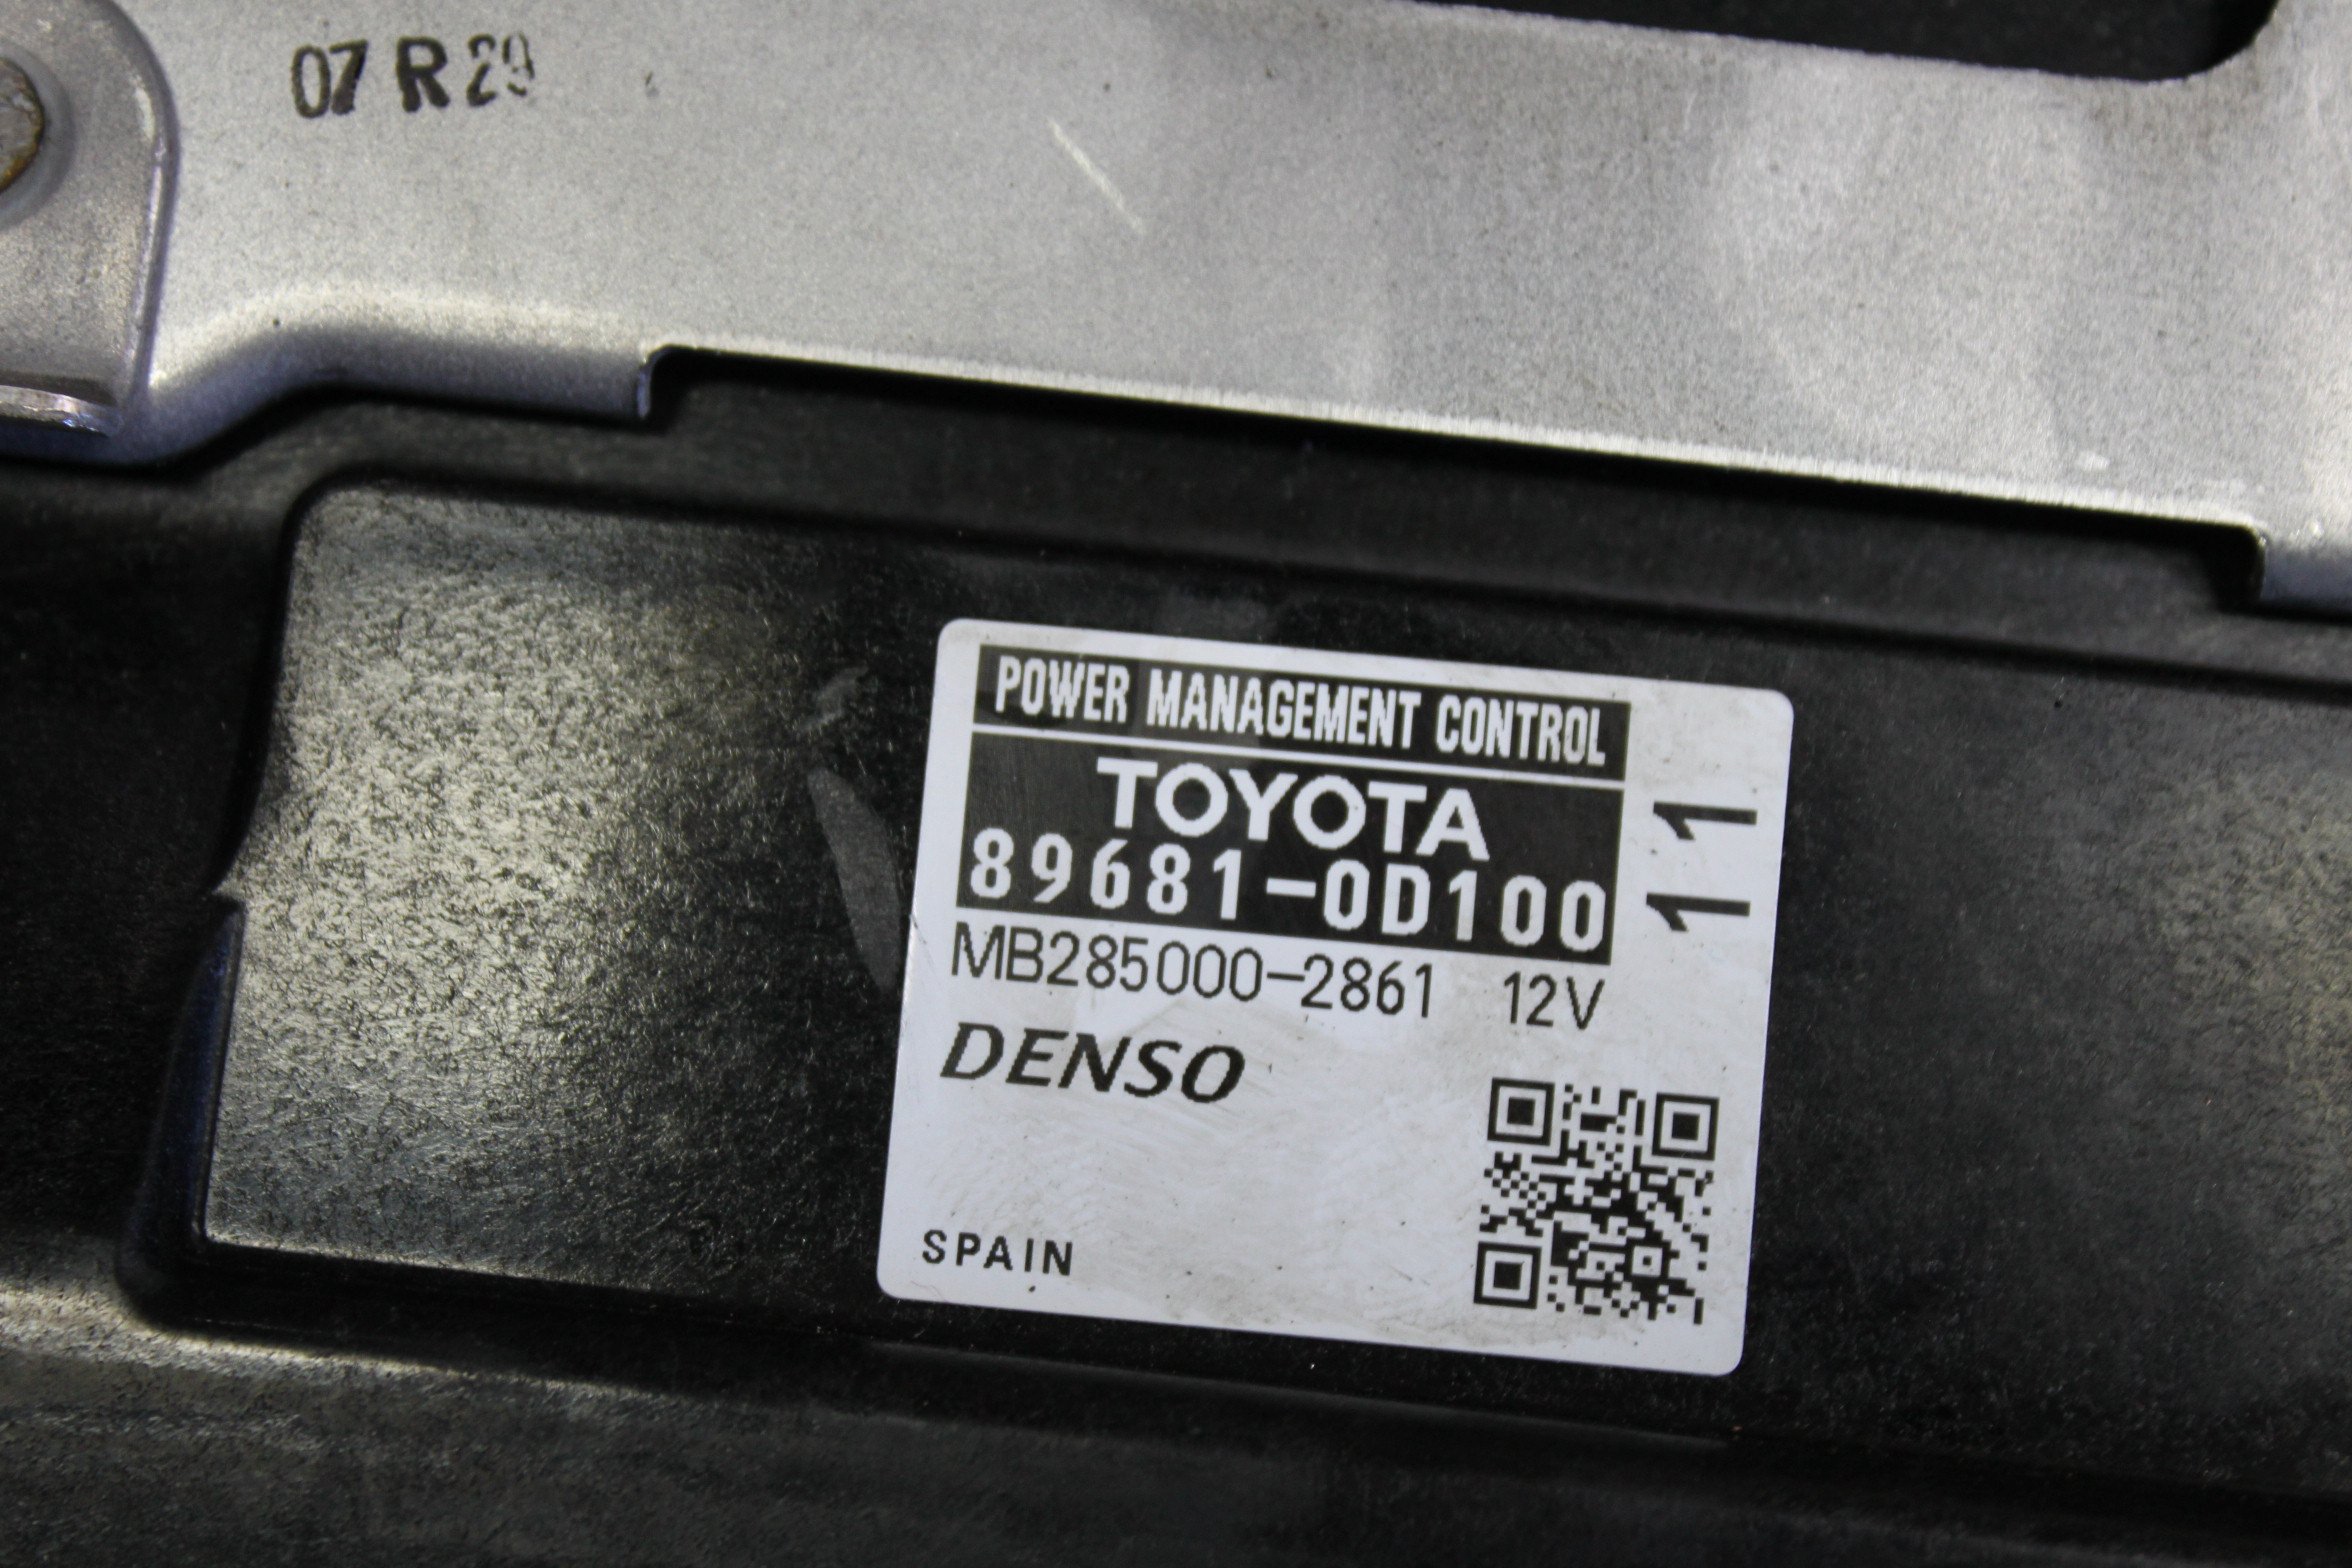 07 R 29
POWER MANAGEMENT CONTROL
TOYOTA
89681-0D100
11
MB285000-2861 12V
DENSO
SPAIN